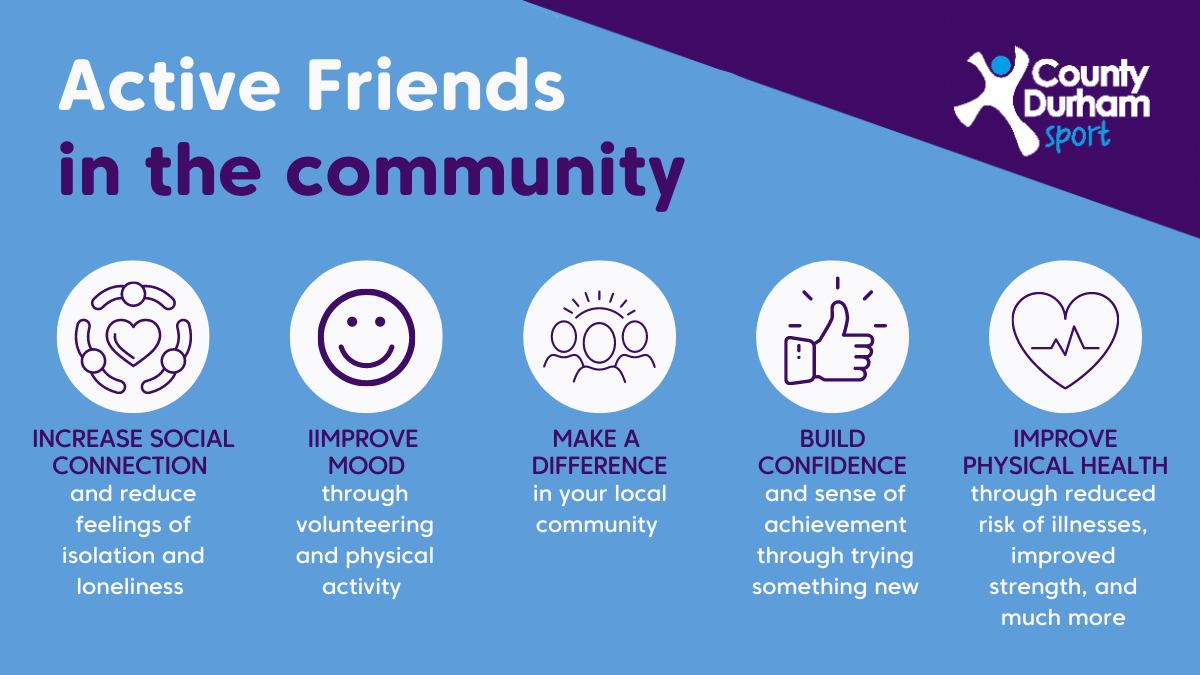 Active Friends
in the community
County
Durham
sport
INCREASE SOCIAL
CONNECTION
and reduce
feelings of
isolation and
loneliness
IIMPROVE
MOOD
through
volunteering
and physical
activity
MAKE A
DIFFERENCE
in your local
community
BUILD
CONFIDENCE
and sense of
achievement
through trying
something new
IMPROVE
PHYSICAL HEALTH
through reduced
risk of illnesses,
improved
strength, and
much more